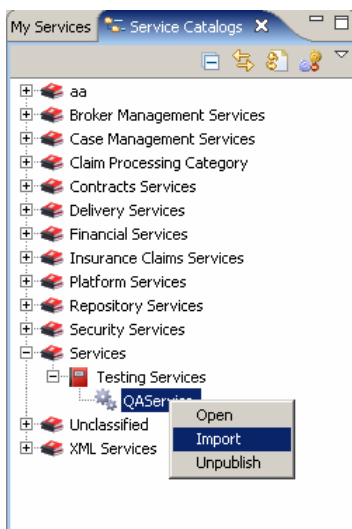 My Services Service Catalogs
aa
Broker Management Services
Case Management Services
Claim Processing Category
Contracts Services
Delivery Services
Financial Services
Insurance Claims Services
Platform Services
Repository Services
Security Services
Services
Testing Services
QAService
Open
Import
Unpublish
Unclassified
XML Services